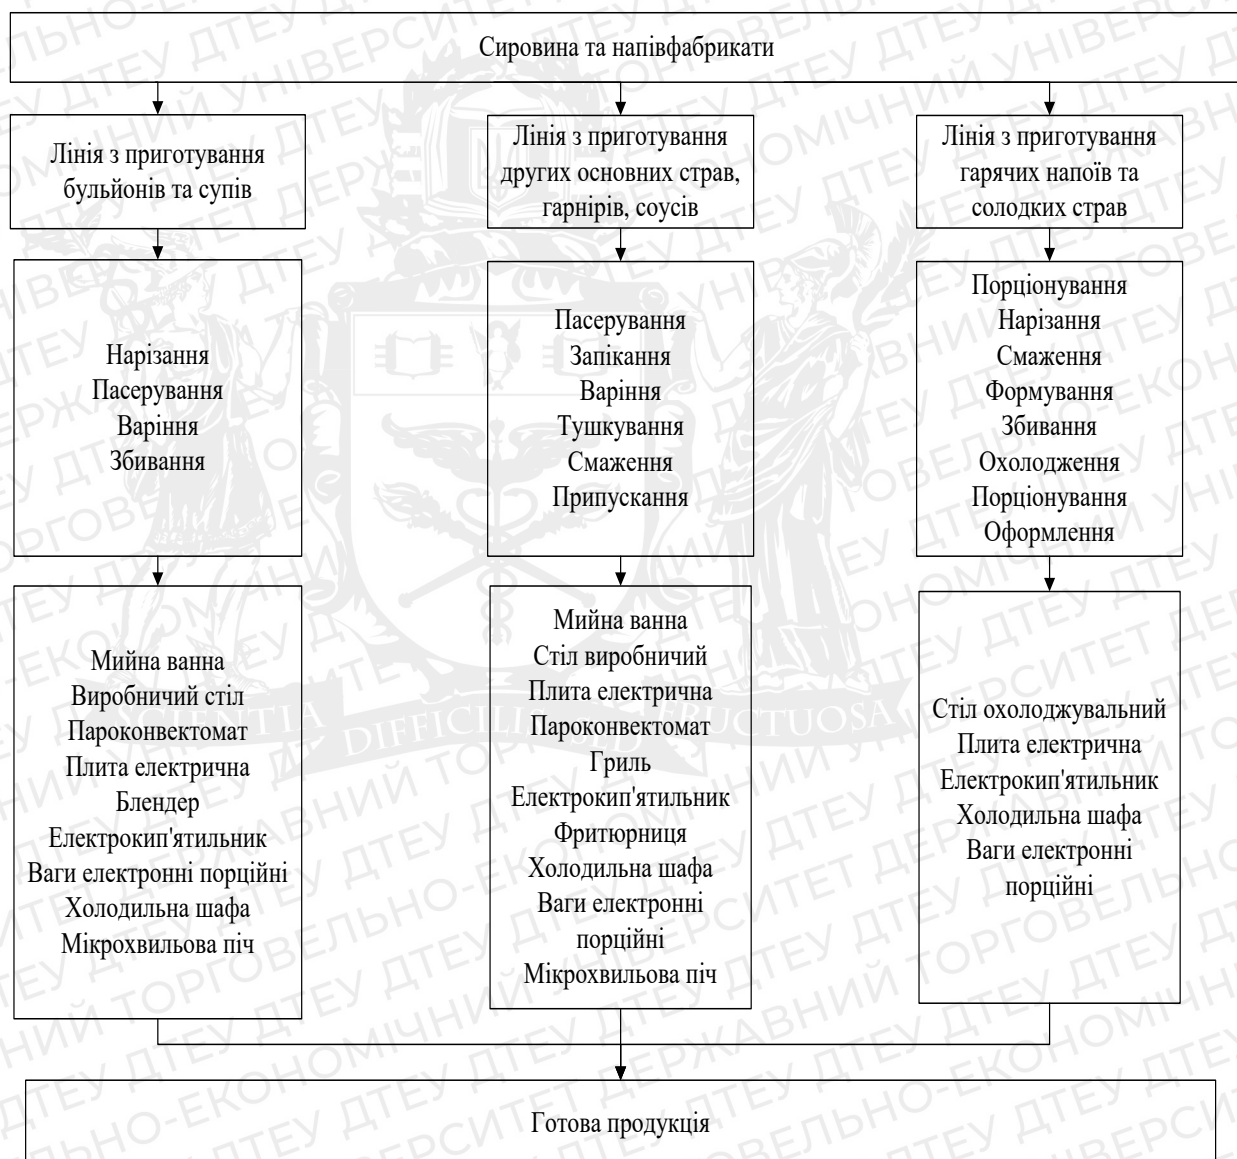 Сировина та напівфабрикати
Лінія з приготування
бульйонів та супів
Лінія з приготування
других основних страв,
гарнірів, соусів
Лінія з приготування
гарячих напоїв та
солодких страв
Нарізання
Пасерування
Варіння
Збивання
Пасерування
Запікання
Варіння
Тушкування
Смаження
Припускання
Порціонування
Нарізання
Смаження
Формування
Збивання
Охолодження
Порціонування
Оформлення
Мийна ванна
Виробничий стіл
Пароконвектомат
Плита електрична
Блендер
Електрокип'ятильник
Ваги електронні порційні
Холодильна шафа
Мікрохвильова піч
Мийна ванна
Стіл виробничий
Плита електрична
Пароконвектомат
Гриль
Електрокип'ятильник
Фритюрниця
Холодильна шафа
Ваги електронні
порційні
Мікрохвильова піч
Стіл охолоджувальний
Плита електрична
Електрокип'ятильник
Холодильна шафа
Ваги електронні
порційні
Готова продукція